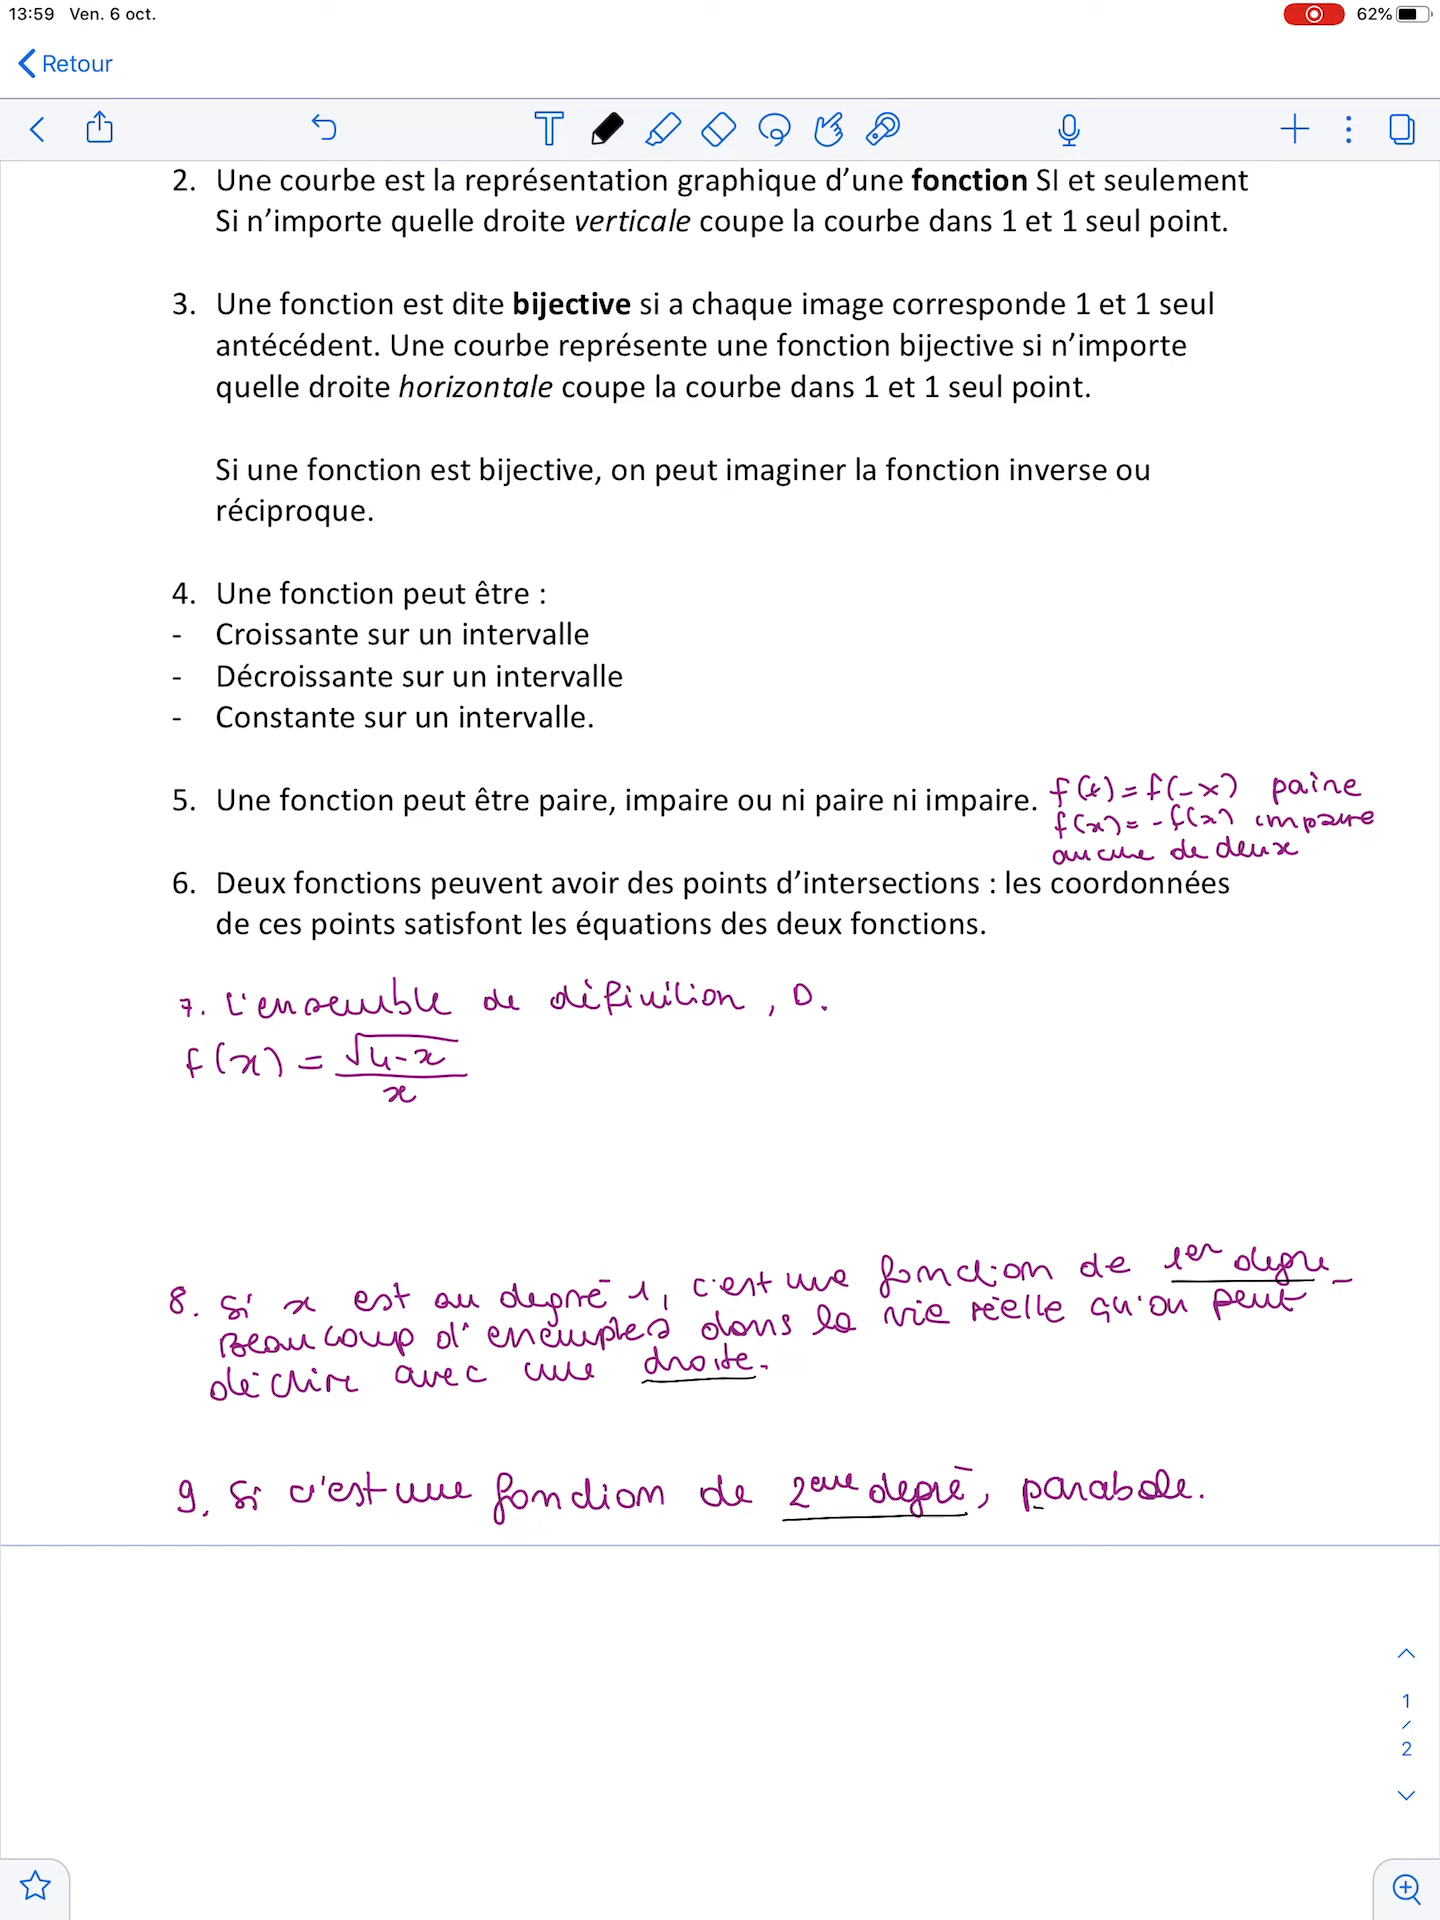 13:59 Ven. 6 oct.
62%
Retour
2. Une courbe est la représentation graphique d’une fonction SI et seulement
Si n’importe quelle droite verticale coupe la courbe dans 1 et 1 seul point.
3. Une fonction est dite bijective si a chaque image corresponde 1 et 1 seul
antécédent. Une courbe représente une fonction bijective si n’importe
quelle droite horizontale coupe la courbe dans 1 et 1 seul point.
Si une fonction est bijective, on peut imaginer la fonction inverse ou
réciproque.
4. Une fonction peut être :
- Croissante sur un intervalle
- Décroissante sur un intervalle
- Constante sur un intervalle.
5. Une fonction peut être paire, impaire ou ni paire ni impaire.
f(x) = f(-x) paire
f(x) = -f(x) impaire
aucune de deux
6. Deux fonctions peuvent avoir des points d’intersections : les coordonnées
de ces points satisfont les équations des deux fonctions.
7. L'ensemble de définition, D.
f(x) = √4-x
x
8. Si x est au degré 1, c'est une fonction de 1er degré
Beaucoup d'exemples dans la vie réelle qu'on peut
décrire avec une droite.
9. Si c'est une fonction de 2eme degré, parabole.
1
/
2